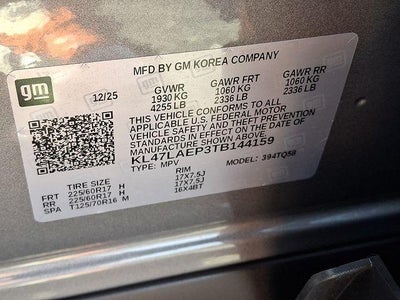 gm
MFD BY GM KOREA COMPANY
12/25
GVWR GAWR FRT GAWR RR
1930 KG 1060 KG 1060 KG
4255 LB 2336 LB 2336 LB
THIS VEHICLE CONFORMS TO ALL
APPLICABLE U.S. FEDERAL MOTOR
VEHICLE SAFETY AND THEFT PREVENTION
STANDARDS IN EFFECT ON THE DATE OF
MANUFACTURE SHOWN ABOVE.
KL47LAEP3TB144159
TYPE: MPV MODEL: 394TQ58
TIRE SIZE RIM
FR 225/60R17 H 17X7.5J
RR 225/60R17 H 17X7.5J
SPA T125/70R16 M 16X4BT